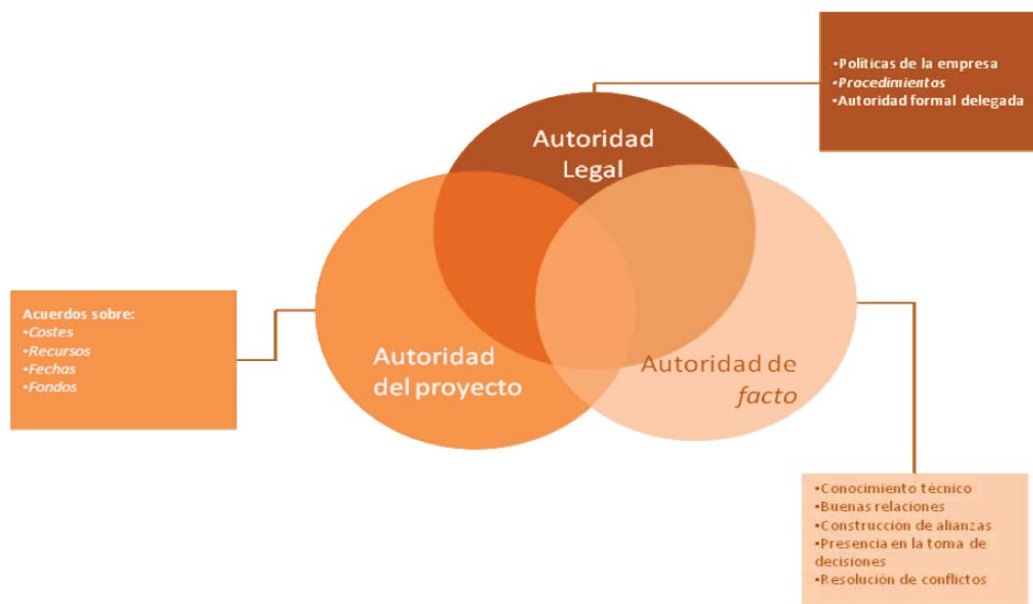 •Políticas de la empresa
•Procedimientos
•Autoridad formal delegada
Autoridad
Legal
Acuerdos sobre:
•Costes
•Recursos
•Fechas
•Fondos
Autoridad
del proyecto
Autoridad de
facto
•Conocimiento técnico
•Buenas relaciones
•Construcción de alianzas
•Presencia en la toma de
decisiones
•Resolución de conflictos